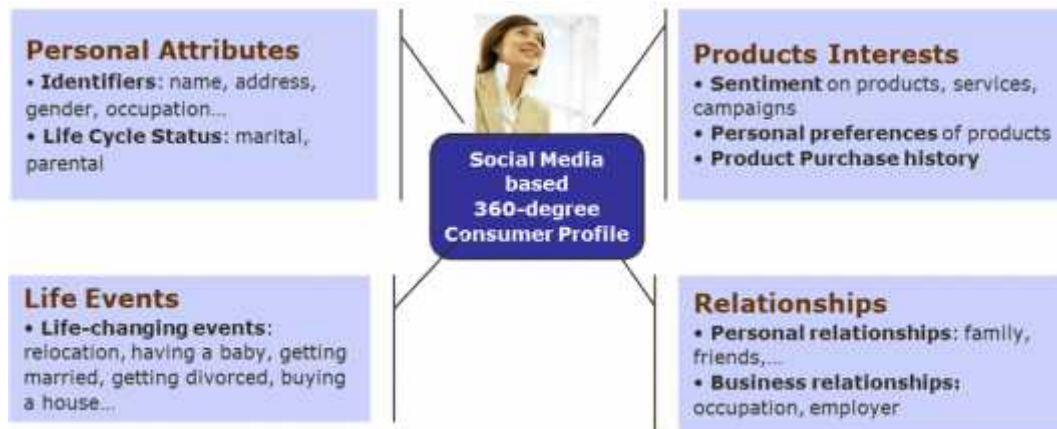 Personal Attributes
• Identifiers: name, address,
gender, occupation...
• Life Cycle Status: marital,
parental
Products Interests
• Sentiment on products, services,
campaigns
• Personal preferences of products
• Product Purchase history
Social Media
based
360-degree
Consumer Profile
Life Events
• Life-changing events:
relocation, having a baby, getting
married, getting divorced, buying
a house...
Relationships
• Personal relationships: family,
friends,...
• Business relationships:
occupation, employer